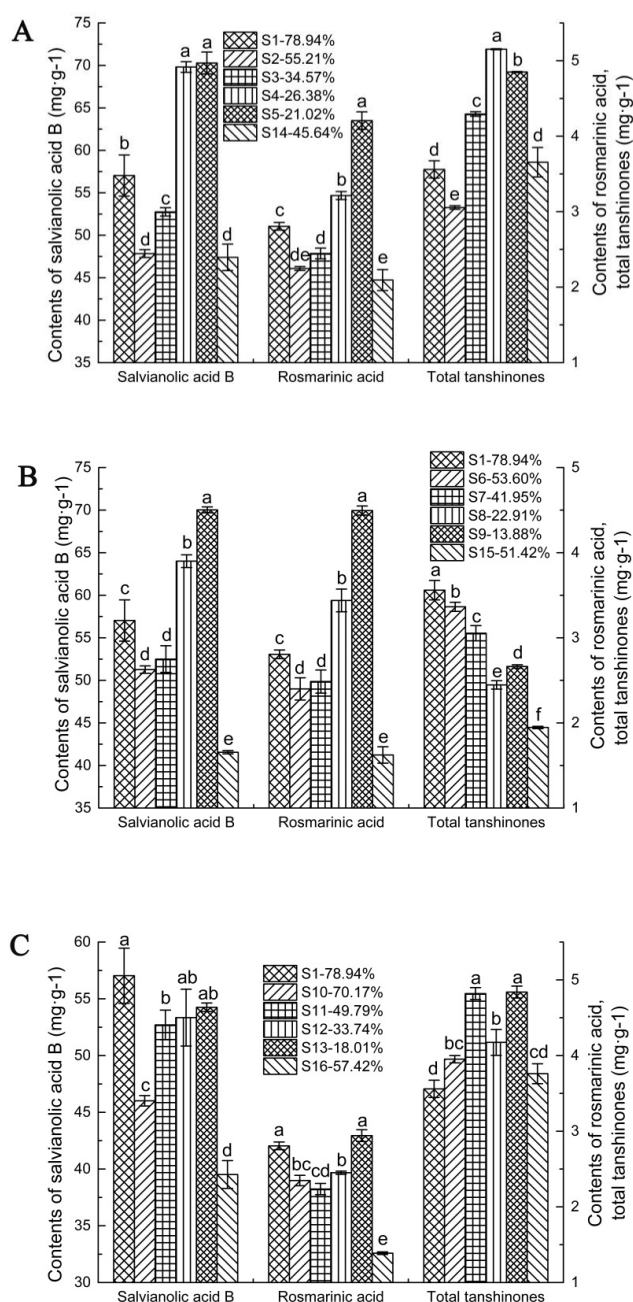 A
Contents of salvianolic acid B (mg·g-1)
75
70
65
60
55
50
45
40
35
S1-78.94%
S2-55.21%
S3-34.57%
S4-26.38%
S5-21.02%
S14-45.64%
b
d
c
a
a
d
c
de
d
b
a
e
d
e
c
a
b
d
5
4
3
2
1
Contents of rosmarinic acid,
total tanshinones (mg·g-1)
Salvianolic acid B
Rosmarinic acid
Total tanshinones
B
Contents of salvianolic acid B (mg·g-1)
75
70
65
60
55
50
45
40
35
S1-78.94%
S6-53.60%
S7-41.95%
S8-22.91%
S9-13.88%
S15-51.42%
c
d
d
b
a
e
c
d
d
b
a
e
a
b
c
e
d
f
5
4
3
2
1
Contents of rosmarinic acid,
total tanshinones (mg·g-1)
Salvianolic acid B
Rosmarinic acid
Total tanshinones
C
Contents of salvianolic acid B (mg·g-1)
60
55
50
45
40
35
30
S1-78.94%
S10-70.17%
S11-49.79%
S12-33.74%
S13-18.01%
S16-57.42%
a
c
b
ab
ab
d
a
bc
cd
b
a
e
d
bc
a
b
a
cd
5
4
3
2
1
Contents of rosmarinic acid,
total tanshinones (mg·g-1)
Salvianolic acid B
Rosmarinic acid
Total tanshinones